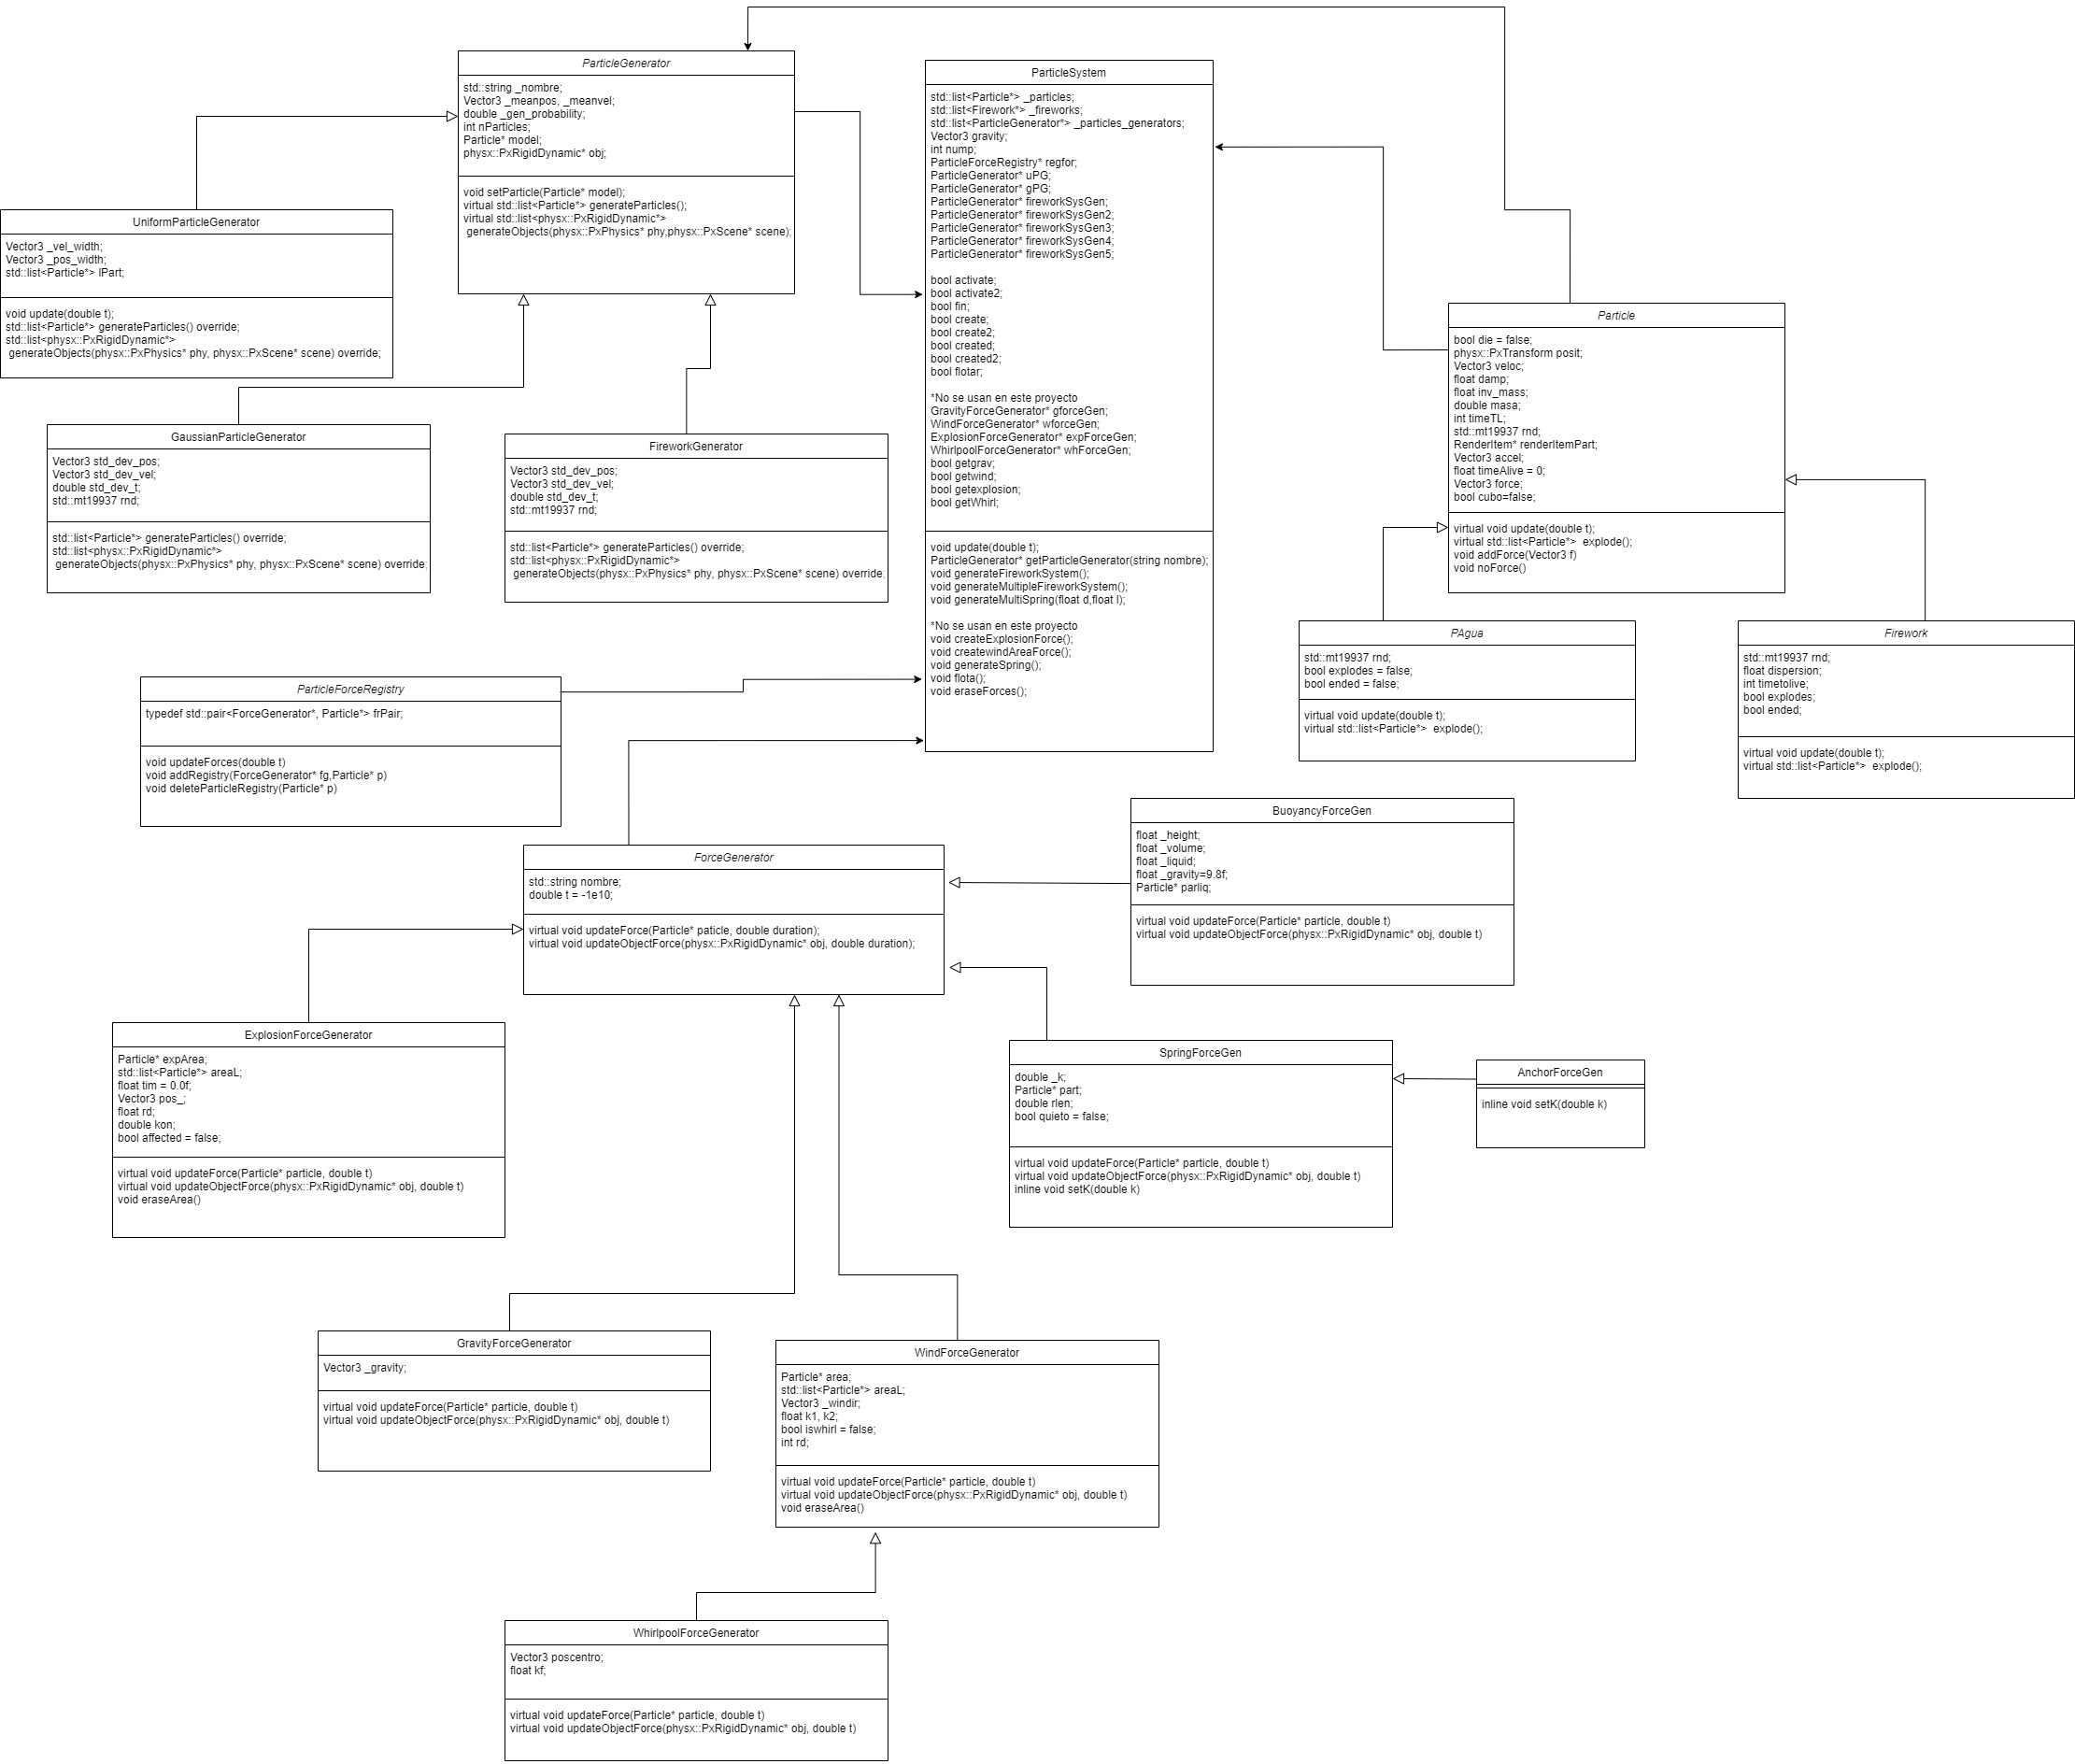 ParticleGenerator
std::string _nombre;
Vector3 _meanpos, _meanvel;
double _gen_probability;
int nParticles;
Particle* model;
physx::PxRigidDynamic* obj;
void setParticle(Particle* model);
virtual std::list<Particle*> generateParticles();
virtual std::list<physx::PxRigidDynamic*>
generateObjects(physx::PxPhysics* phy,physx::PxScene* scene);
ParticleSystem
std::list<Particle*> _particles;
std::list<Firework*> _fireworks;
std::list<ParticleGenerator*> _particles_generators;
Vector3 gravity;
int nump;
ParticleForceRegistry* regfor;
ParticleGenerator* uPG;
ParticleGenerator* gPG;
ParticleGenerator* fireworkSysGen;
ParticleGenerator* fireworkSysGen2;
ParticleGenerator* fireworkSysGen3;
ParticleGenerator* fireworkSysGen4;
ParticleGenerator* fireworkSysGen5;
bool activate;
bool activate2;
bool fin;
bool create;
bool create2;
bool created;
bool created2;
bool flotar;
*No se usan en este proyecto
GravityForceGenerator* gforceGen;
WindForceGenerator* wforceGen;
ExplosionForceGenerator* expForceGen;
WhirlpoolForceGenerator* whForceGen;
bool getgrav;
bool getwind;
bool getexplosion;
bool getWhirl;
void update(double t);
ParticleGenerator* getParticleGenerator(string nombre);
void generateFireworkSystem();
void generateMultipleFireworkSystem();
void generateMultiSpring(float d,float l);
*No se usan en este proyecto
void createExplosionForce();
void createwindAreaForce();
void generateSpring();
void flota();
void eraseForces();
UniformParticleGenerator
Vector3 _vel_width;
Vector3 _pos_width;
std::list<Particle*> lPart;
void update(double t);
std::list<Particle*> generateParticles() override;
std::list<physx::PxRigidDynamic*>
generateObjects(physx::PxPhysics* phy, physx::PxScene* scene) override;
GaussianParticleGenerator
Vector3 std_dev_pos;
Vector3 std_dev_vel;
double std_dev_t;
std::mt19937 rnd;
std::list<Particle*> generateParticles() override;
std::list<physx::PxRigidDynamic*>
generateObjects(physx::PxPhysics* phy, physx::PxScene* scene) override;
FireworkGenerator
Vector3 std_dev_pos;
Vector3 std_dev_vel;
double std_dev_t;
std::mt19937 rnd;
std::list<Particle*> generateParticles() override;
std::list<physx::PxRigidDynamic*>
generateObjects(physx::PxPhysics* phy, physx::PxScene* scene) override;
Particle
bool die = false;
physx::PxTransform posit;
Vector3 veloc;
float damp;
float inv_mass;
double masa;
int timeTL;
std::mt19937 rnd;
RenderItem* renderItemPart;
Vector3 accel;
float timeAlive = 0;
Vector3 force;
bool cubo=false;
virtual void update(double t);
virtual std::list<Particle*> explode();
void addForce(Vector3 f)
void noForce()
PAgua
std::mt19937 rnd;
bool explodes = false;
bool ended = false;
virtual void update(double t);
virtual std::list<Particle*> explode();
Firework
std::mt19937 rnd;
float dispersion;
int timetolive;
bool explodes;
bool ended;
virtual void update(double t);
virtual std::list<Particle*> explode();
ParticleForceRegistry
typedef std::pair<ForceGenerator*, Particle*> frPair;
void updateForces(double t)
void addRegistry(ForceGenerator* fg,Particle* p)
void deleteParticleRegistry(Particle* p)
ForceGenerator
std::string nombre;
double t = -1e10;
virtual void updateForce(Particle* paticle, double duration);
virtual void updateObjectForce(physx::PxRigidDynamic* obj, double duration);
BuoyancyForceGen
float _height;
float _volume;
float _liquid;
float _gravity=9.8f;
Particle* parliq;
virtual void updateForce(Particle* particle, double t)
virtual void updateObjectForce(physx::PxRigidDynamic* obj, double t)
ExplosionForceGenerator
Particle* expArea;
std::list<Particle*> areaL;
float tim = 0.0f;
Vector3 pos_;
float rd;
double kon;
bool affected = false;
virtual void updateForce(Particle* particle, double t)
virtual void updateObjectForce(physx::PxRigidDynamic* obj, double t)
void eraseArea()
SpringForceGen
double _k;
Particle* part;
double rlen;
bool quieto = false;
virtual void updateForce(Particle* particle, double t)
virtual void updateObjectForce(physx::PxRigidDynamic* obj, double t)
inline void setK(double k)
AnchorForceGen
inline void setK(double k)
GravityForceGenerator
Vector3 _gravity;
virtual void updateForce(Particle* particle, double t)
virtual void updateObjectForce(physx::PxRigidDynamic* obj, double t)
WindForceGenerator
Particle* area;
std::list<Particle*> areaL;
Vector3 _windir;
float k1, k2;
bool iswhirl = false;
int rd;
virtual void updateForce(Particle* particle, double t)
virtual void updateObjectForce(physx::PxRigidDynamic* obj, double t)
void eraseArea()
WhirlpoolForceGenerator
Vector3 poscentro;
float kf;
virtual void updateForce(Particle* particle, double t)
virtual void updateObjectForce(physx::PxRigidDynamic* obj, double t)